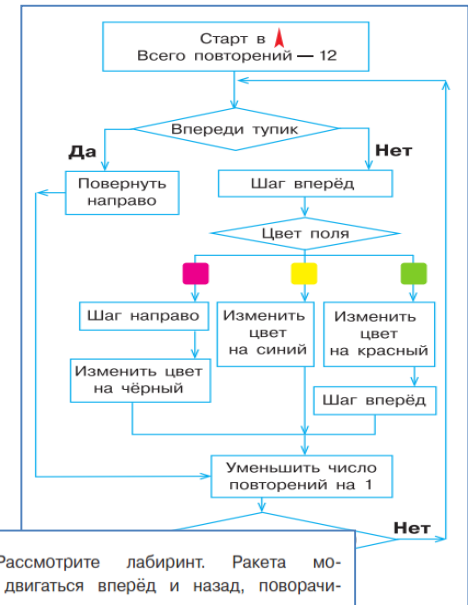 Старт в
Всего повторений — 12
Впереди тупик
Да
Нет
Повернуть
направо
Шаг вперёд
Цвет поля
Шаг направо
Изменить цвет
на чёрный
Изменить
цвет
на синий
Изменить
цвет
на красный
Шаг вперёд
Уменьшить число
повторений на 1
Нет
Рассмотрите лабиринт. Ракета мо-
двигаться вперёд и назад, поворачи-